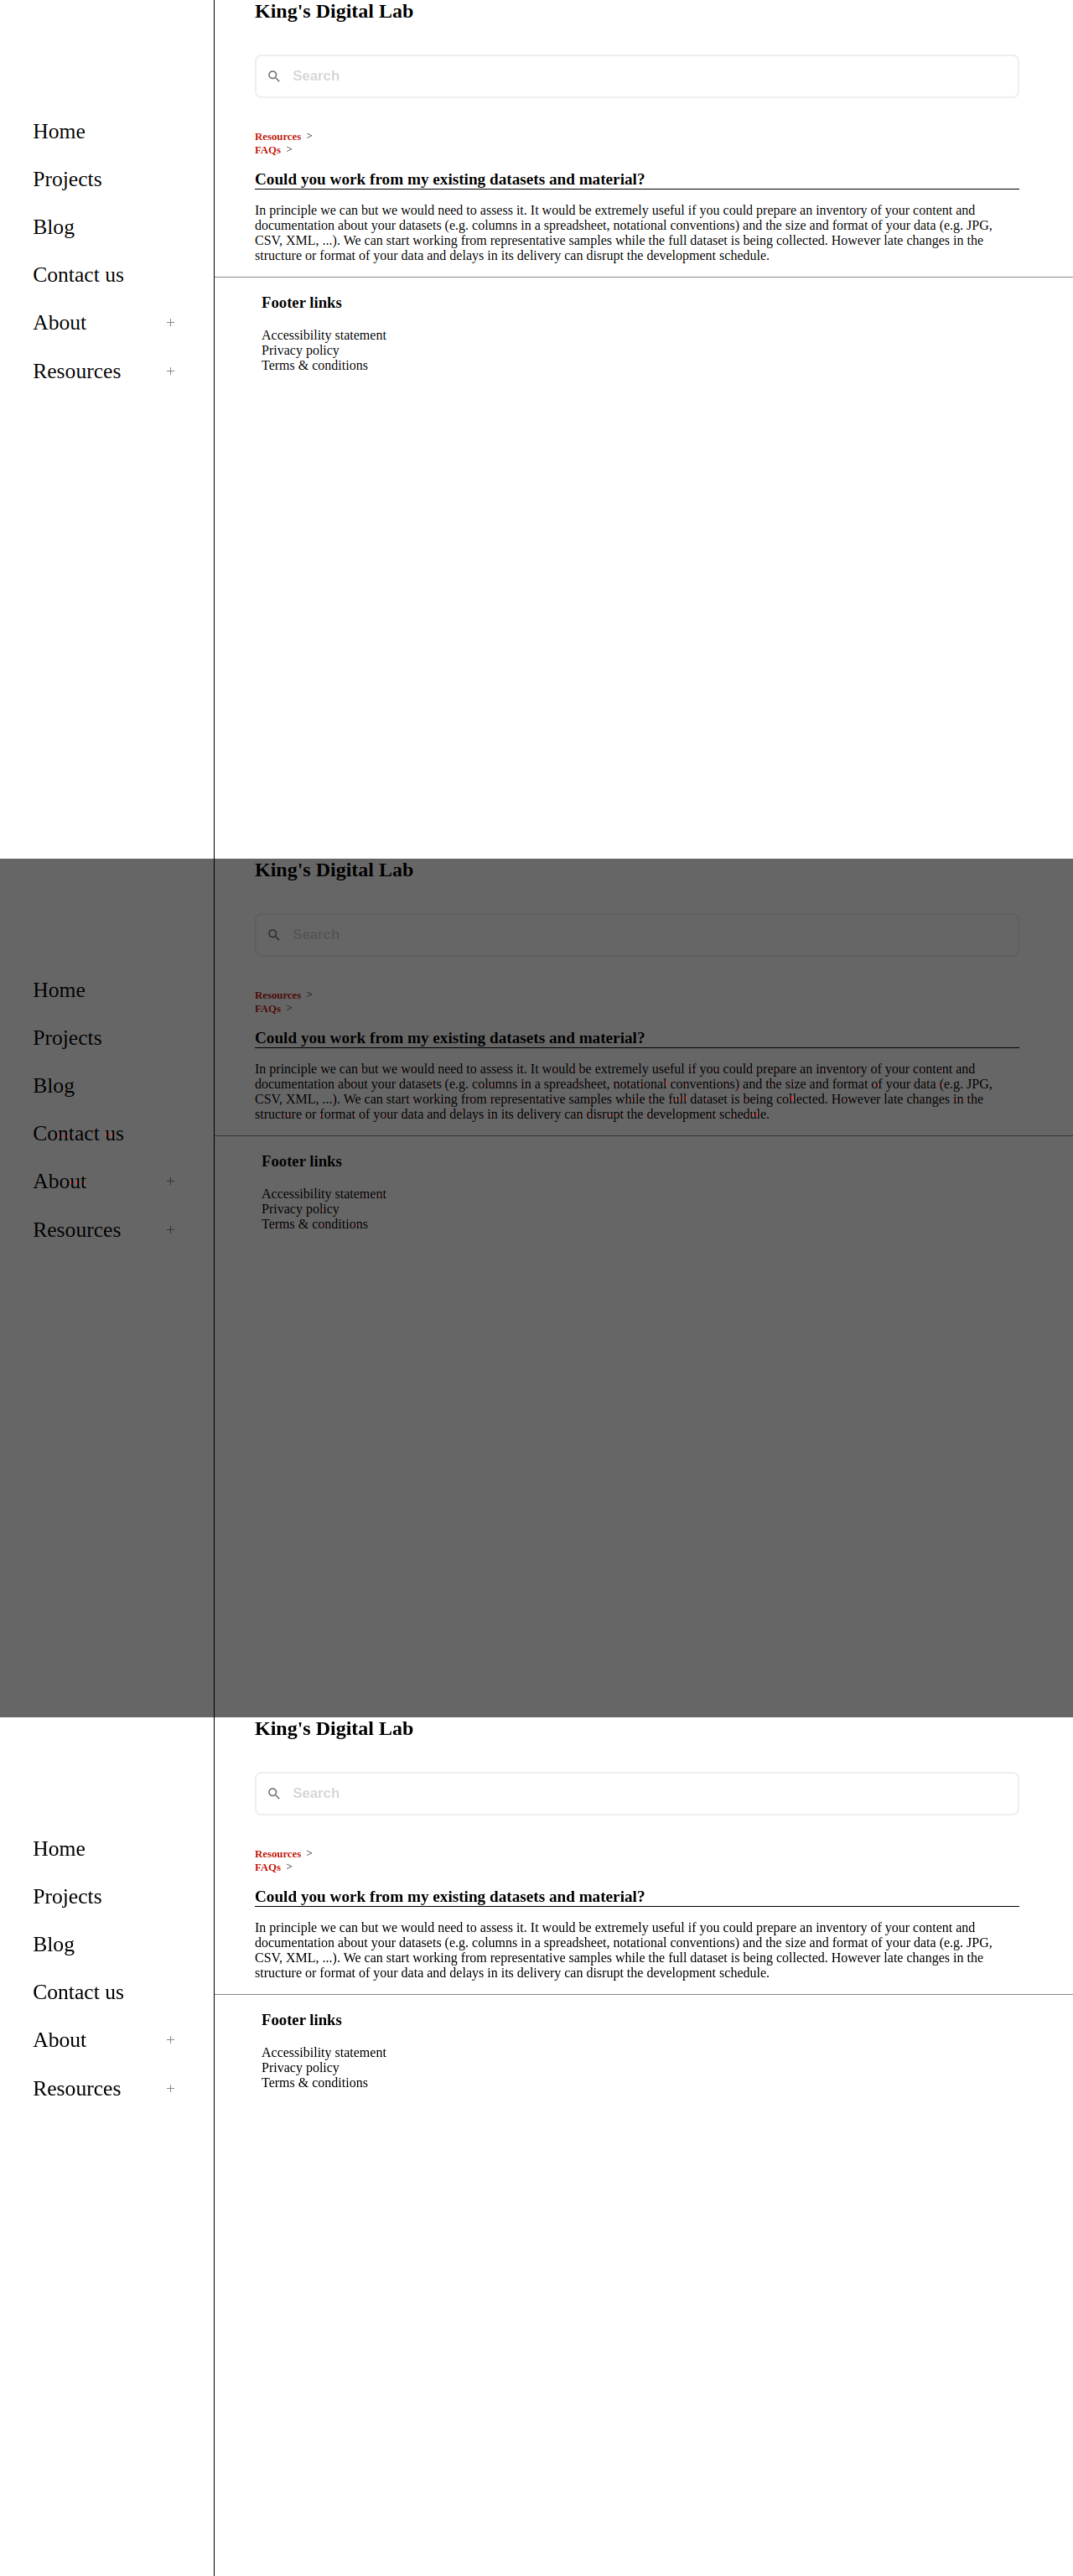 King's Digital Lab
Search
Home
Projects
Blog
Contact us
About +
Resources +
Resources >
FAQs >
Could you work from my existing datasets and material?
In principle we can but we would need to assess it. It would be extremely useful if you could prepare an inventory of your content and
documentation about your datasets (e.g. columns in a spreadsheet, notational conventions) and the size and format of your data (e.g. JPG,
CSV, XML, ...). We can start working from representative samples while the full dataset is being collected. However late changes in the
structure or format of your data and delays in its delivery can disrupt the development schedule.
Footer links
Accessibility statement
Privacy policy
Terms & conditions
King's Digital Lab
Search
Home
Projects
Blog
Contact us
About +
Resources +
Resources >
FAQs >
Could you work from my existing datasets and material?
In principle we can but we would need to assess it. It would be extremely useful if you could prepare an inventory of your content and
documentation about your datasets (e.g. columns in a spreadsheet, notational conventions) and the size and format of your data (e.g. JPG,
CSV, XML, ...). We can start working from representative samples while the full dataset is being collected. However late changes in the
structure or format of your data and delays in its delivery can disrupt the development schedule.
Footer links
Accessibility statement
Privacy policy
Terms & conditions
King's Digital Lab
Search
Home
Projects
Blog
Contact us
About +
Resources +
Resources >
FAQs >
Could you work from my existing datasets and material?
In principle we can but we would need to assess it. It would be extremely useful if you could prepare an inventory of your content and
documentation about your datasets (e.g. columns in a spreadsheet, notational conventions) and the size and format of your data (e.g. JPG,
CSV, XML, ...). We can start working from representative samples while the full dataset is being collected. However late changes in the
structure or format of your data and delays in its delivery can disrupt the development schedule.
Footer links
Accessibility statement
Privacy policy
Terms & conditions